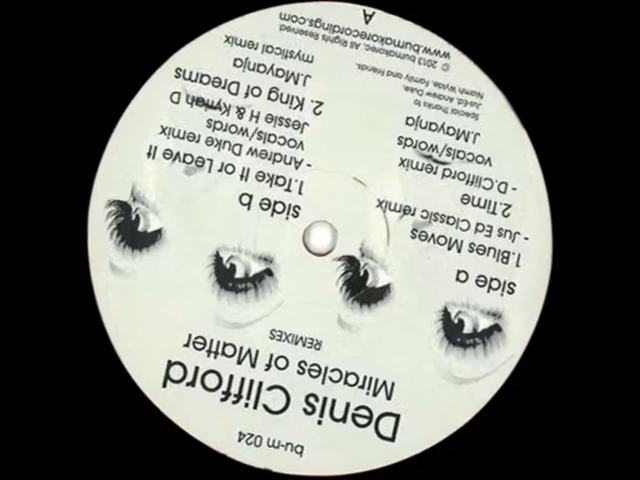 bu-m 024
Denis Clifford
Miracles of Matter
REMIXES
side a
1.Blues Moves
- Jus Ed Classic remix
2.Time
- D.Clifford remix
vocals/words
J.Mayanja
Special thanks to
Jus-Ed, Andrew Duke,
Niamh Wylde, Family and friends.
side b
1.Take It or Leave It
- Andrew Duke remix
vocals/words
Jessie H & Kyriah D
2. King of Dreams
J.Mayanja
mystical remix
© 2013 bumakorec. All Rights Reserved.
www.bumakorecordings.com
A